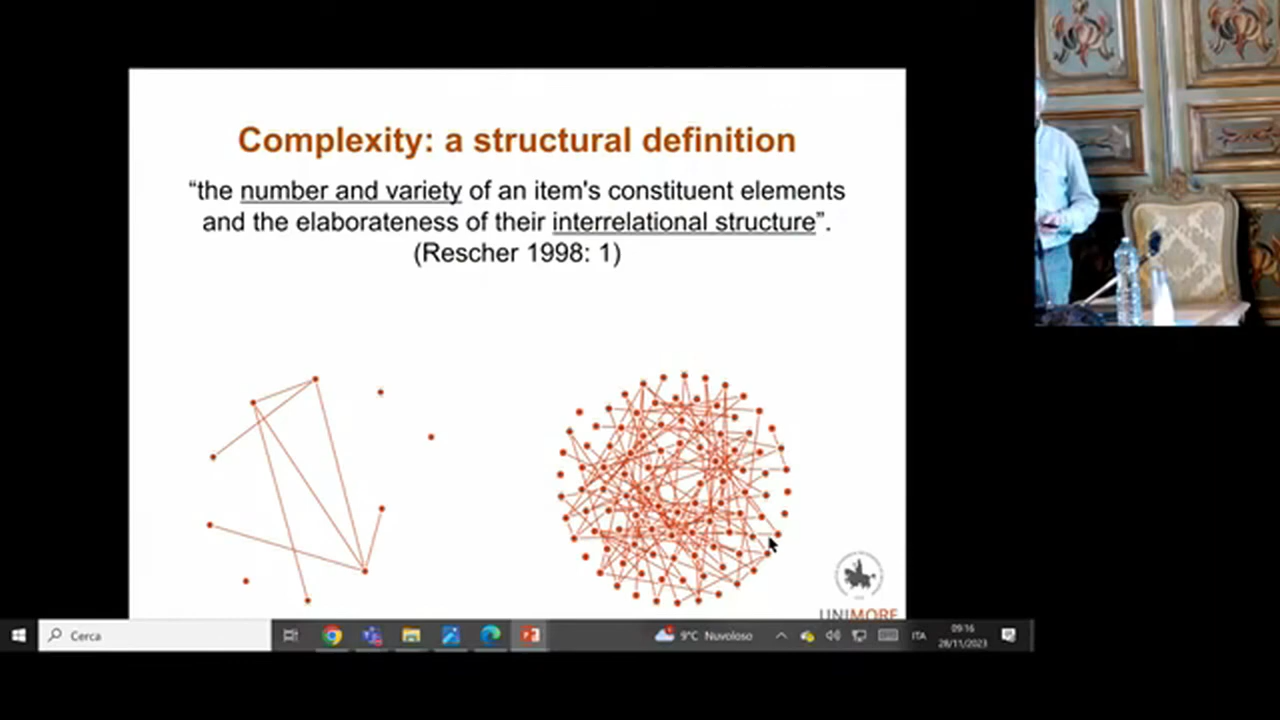 Complexity: a structural definition
“the number and variety of an item's constituent elements
and the elaborateness of their interrelational structure”.
(Rescher 1998: 1)
UNIMORE
Cerca
9°C Nuvoloso
ITA
09:16
28/11/2023